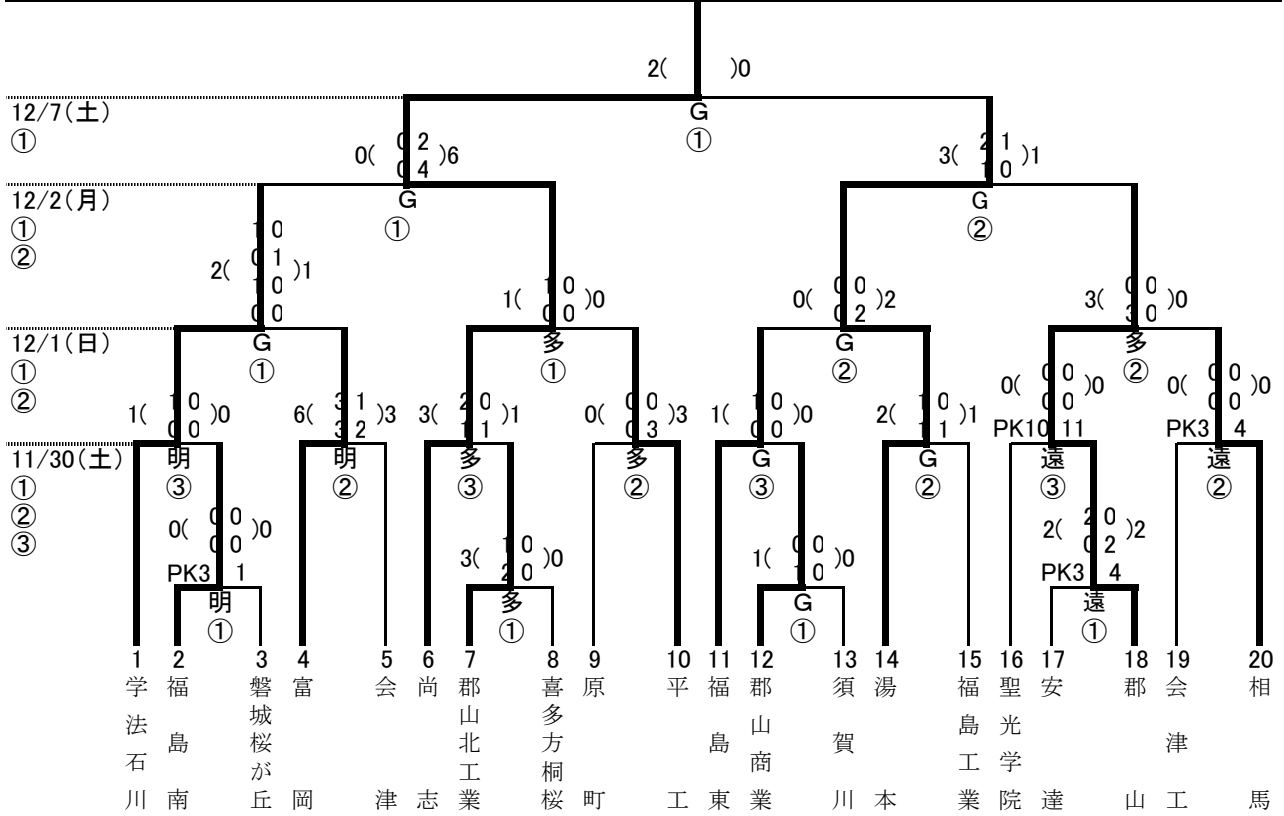 2( )0
12/7(土)
①
G
①
0 2
0( )6
0 4
2 1
3( )1
1 0
12/2(月)
①
②
G
①
G
②
1 0
0 1
2( )1
1 0
0 0
1 0
1( )0
0 0
0 0
0( )2
0 2
0 0
3( )0
3 0
12/1(日)
①
②
G
①
多
①
G
②
多
②
1 0
1( )0
0 0
3 1
6( )3
3 2
2 0
3( )1
1 1
0 0
0( )3
0 3
1 0
1( )0
0 0
1 0
2( )1
1 1
0 0
0( )0
0 0
PK10 11
0 0
0( )0
0 0
PK3 4
11/30(土)
①
②
③
明
③
明
②
多
③
多
②
G
③
G
②
遠
③
遠
②
0 0
0( )0
0 0
PK3 1
1 0
3( )0
2 0
0 0
1( )0
1 0
2 0
2( )2
0 2
PK3 4
明
①
多
①
G
①
遠
①
1 2 3 4 5 6 7 8 9 10 11 12 13 14 15 16 17 18 19 20
学法石川
福島南
磐城桜が丘
富岡
会津
尚志
郡山北工業
喜多方桐桜
原町
平工
福島東
郡山商業
須賀川
湯本
福島工業
聖光学院
安達
郡山
会津工
相馬